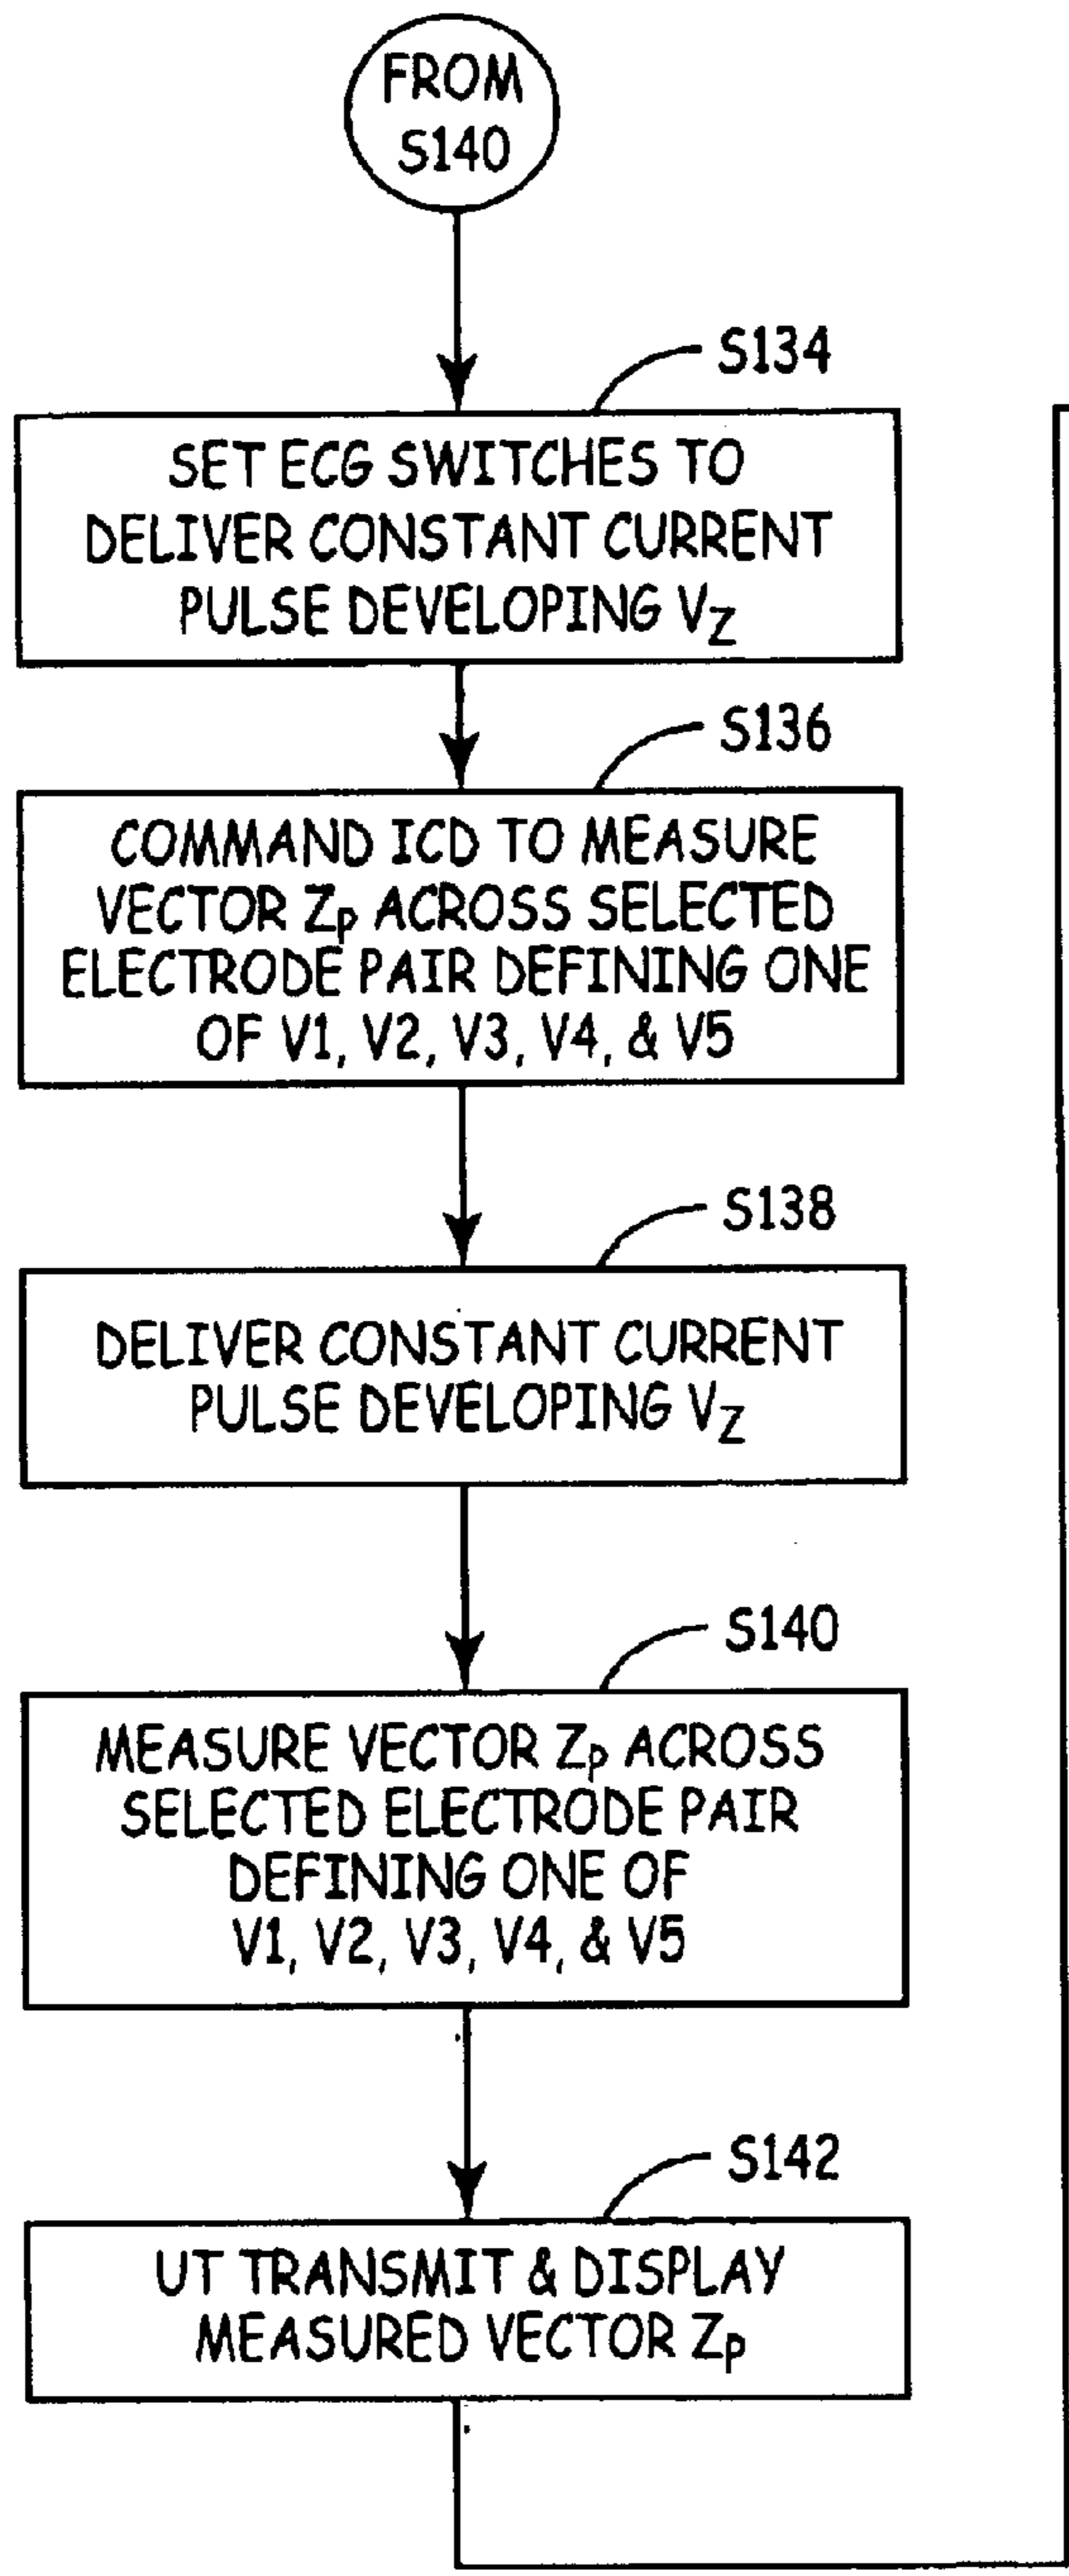 FROM
S140
S134
SET ECG SWITCHES TO
DELIVER CONSTANT CURRENT
PULSE DEVELOPING VZ
S136
COMMAND ICD TO MEASURE
VECTOR Zp ACROSS SELECTED
ELECTRODE PAIR DEFINING ONE
OF V1, V2, V3, V4, & V5
S138
DELIVER CONSTANT CURRENT
PULSE DEVELOPING VZ
S140
MEASURE VECTOR Zp ACROSS
SELECTED ELECTRODE PAIR
DEFINING ONE OF
V1, V2, V3, V4, & V5
S142
UT TRANSMIT & DISPLAY
MEASURED VECTOR Zp